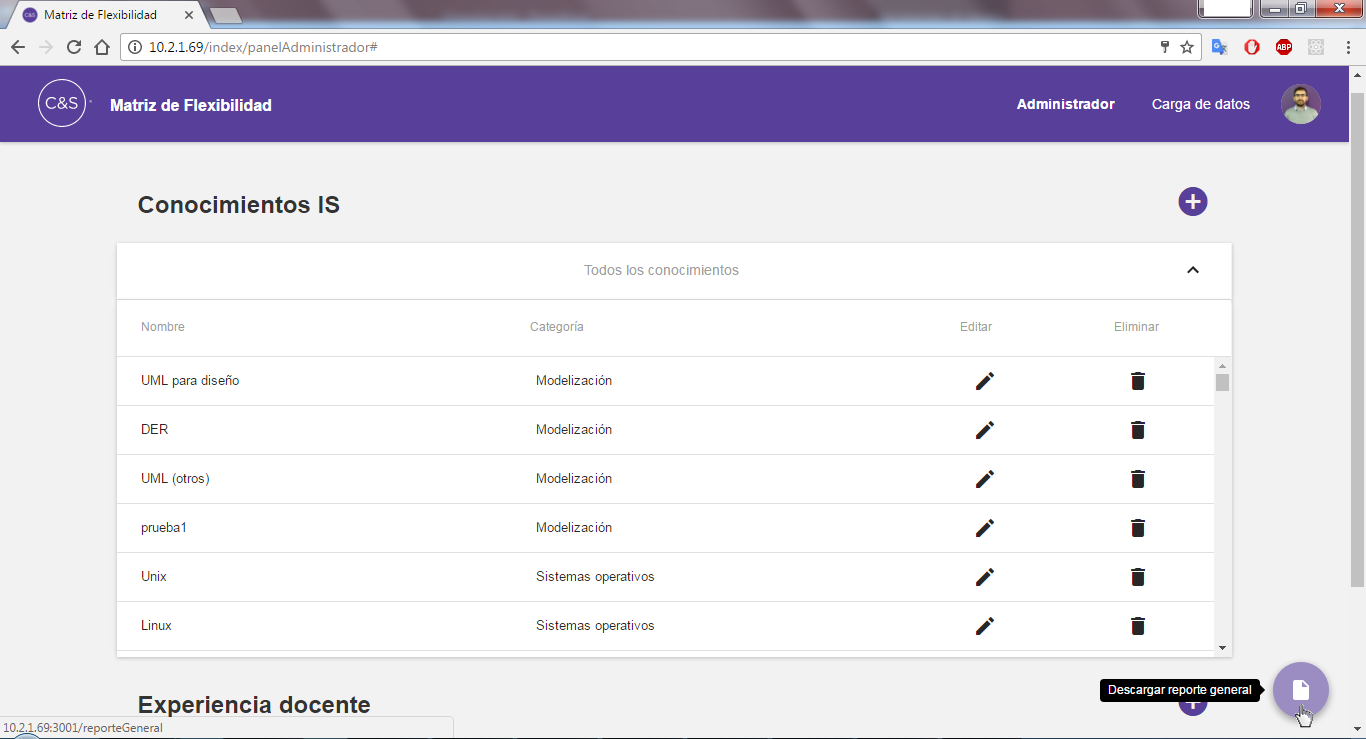 Matriz de Flexibilidad
10.2.1.69/index/panelAdministrador#
ABP
C&S
Matriz de Flexibilidad
Administrador
Carga de datos
Conocimientos IS
Todos los conocimientos
Nombre Categoría Editar Eliminar
UML para diseño Modelización
DER Modelización
UML (otros) Modelización
prueba1 Modelización
Unix Sistemas operativos
Linux Sistemas operativos
Descargar reporte general
Experiencia docente
10.2.1.69:3001/reporteGeneral